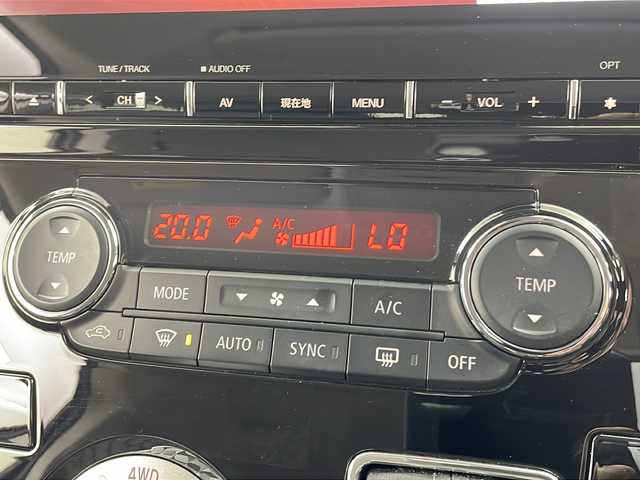 TUNE / TRACK
AUDIO OFF
OPT
< CH >
AV
現在地
MENU
− VOL +
✱
20.0
A/C
LO
TEMP
MODE
A/C
TEMP
AUTO
SYNC
OFF
4WD